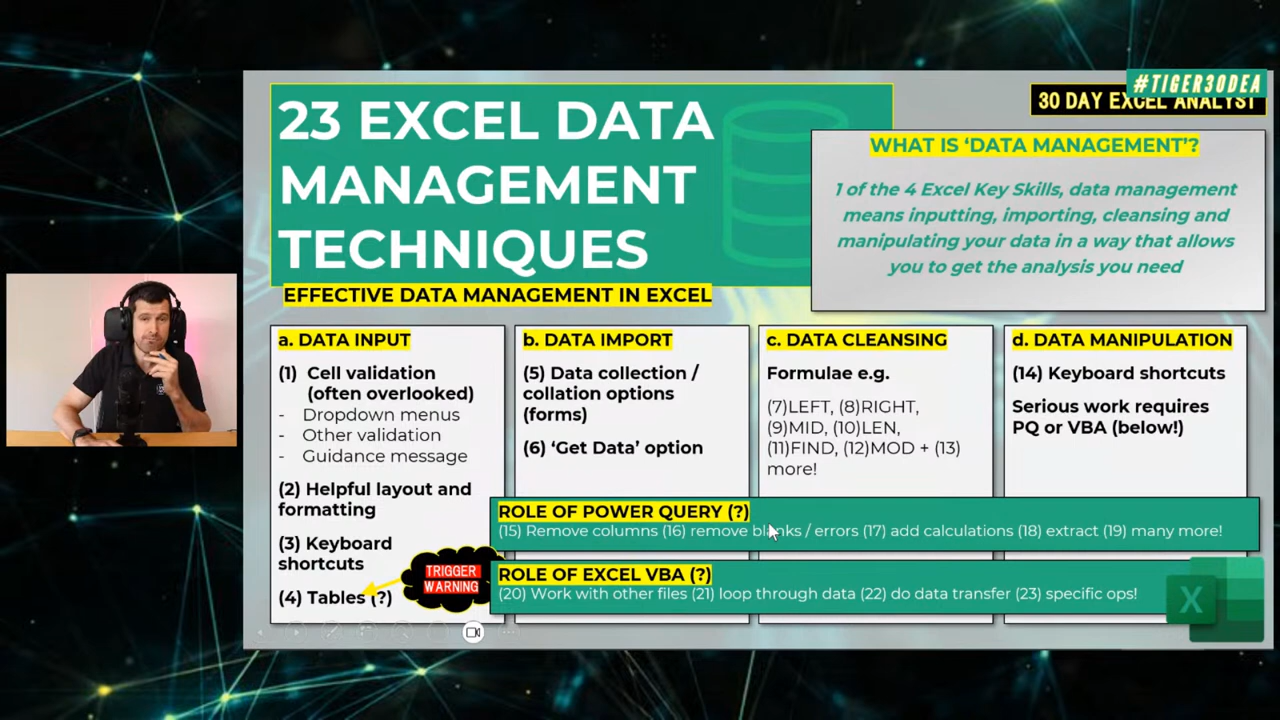 #TIGER30DEA
30 DAY EXCEL ANALYST
23 EXCEL DATA
MANAGEMENT
TECHNIQUES
EFFECTIVE DATA MANAGEMENT IN EXCEL
WHAT IS ‘DATA MANAGEMENT’?
1 of the 4 Excel Key Skills, data management
means inputting, importing, cleansing and
manipulating your data in a way that allows
you to get the analysis you need
a. DATA INPUT
(1) Cell validation
(often overlooked)
- Dropdown menus
- Other validation
- Guidance message
(2) Helpful layout and
formatting
(3) Keyboard
shortcuts
(4) Tables (?)
TRIGGER
WARNING
b. DATA IMPORT
(5) Data collection /
collation options
(forms)
(6) ‘Get Data’ option
c. DATA CLEANSING
Formulae e.g.
(7)LEFT, (8)RIGHT,
(9)MID, (10)LEN,
(11)FIND, (12)MOD + (13)
more!
d. DATA MANIPULATION
(14) Keyboard shortcuts
Serious work requires
PQ or VBA (below!)
ROLE OF POWER QUERY (?)
(15) Remove columns (16) remove blanks / errors (17) add calculations (18) extract (19) many more!
ROLE OF EXCEL VBA (?)
(20) Work with other files (21) loop through data (22) do data transfer (23) specific ops!
X